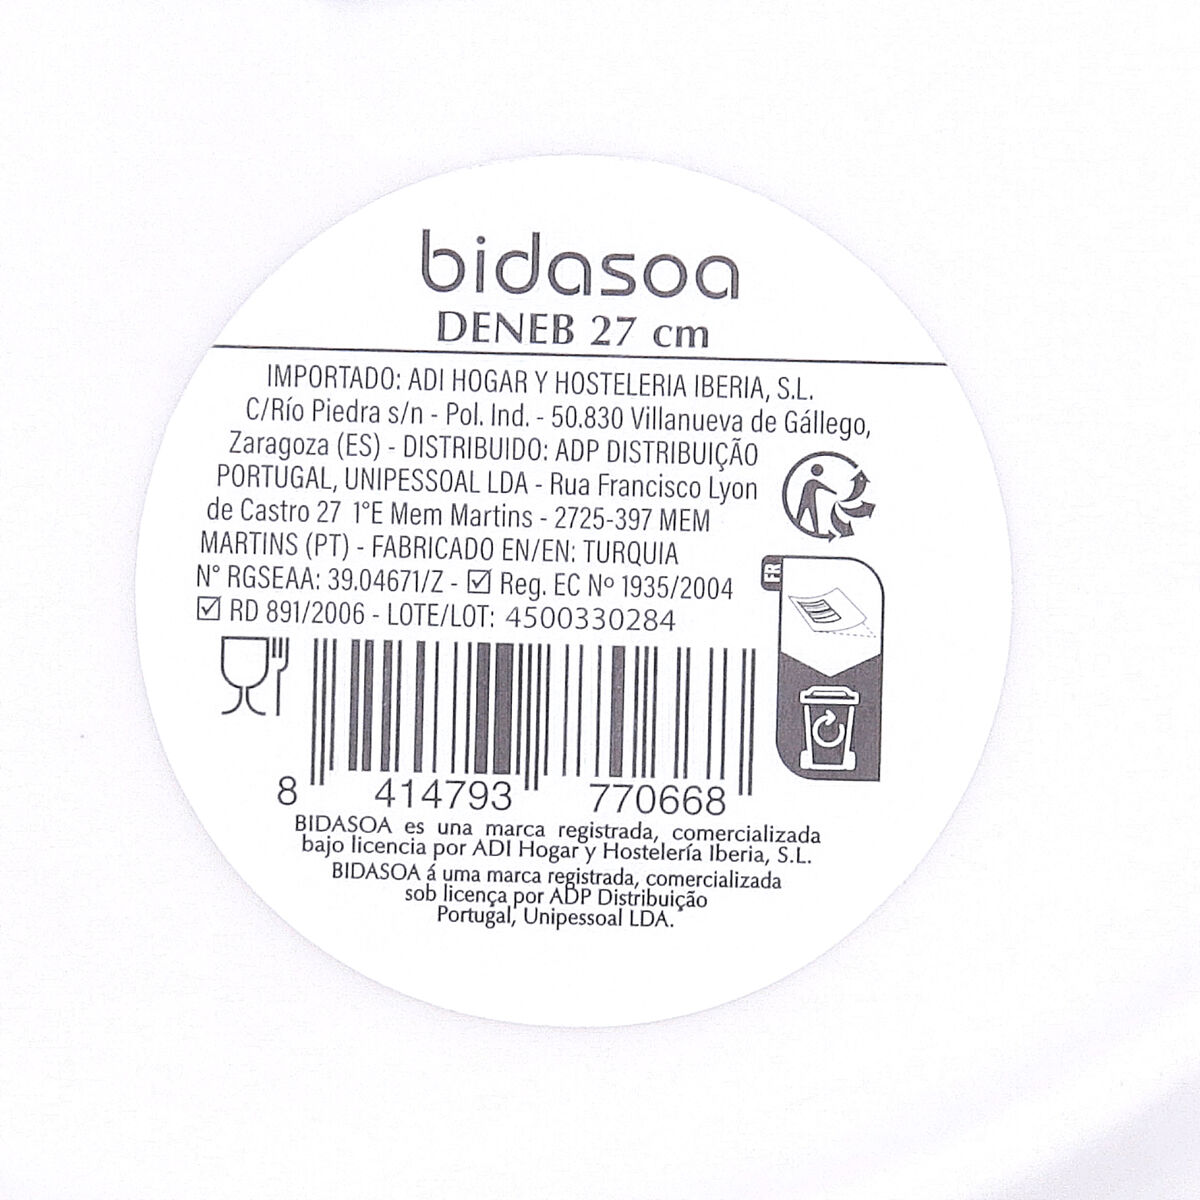 bidasoa
DENEB 27 cm
IMPORTADO: ADI HOGAR Y HOSTELERIA IBERIA, S.L.
C/Río Piedra s/n - Pol. Ind. - 50.830 Villanueva de Gállego,
Zaragoza (ES) - DISTRIBUIDO: ADP DISTRIBUIÇÃO
PORTUGAL, UNIPESSOAL LDA - Rua Francisco Lyon
de Castro 27 1°E Mem Martins - 2725-397 MEM
MARTINS (PT) - FABRICADO EN/EN: TURQUIA
N° RGSEAA: 39.04671/Z - ☑ Reg. EC Nº 1935/2004
☑ RD 891/2006 - LOTE/LOT: 4500330284
FR
8 414793 770668
BIDASOA es una marca registrada, comercializada
bajo licencia por ADI Hogar y Hostelería Iberia, S.L.
BIDASOA á uma marca registrada, comercializada
sob licença por ADP Distribuição
Portugal, Unipessoal LDA.